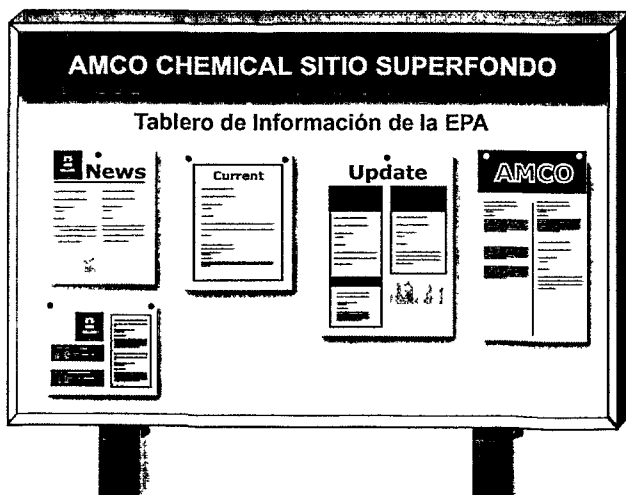 AMCO CHEMICAL SITIO SUPERFONDO
Tablero de Información de la EPA
News
Current
Update
AMCO